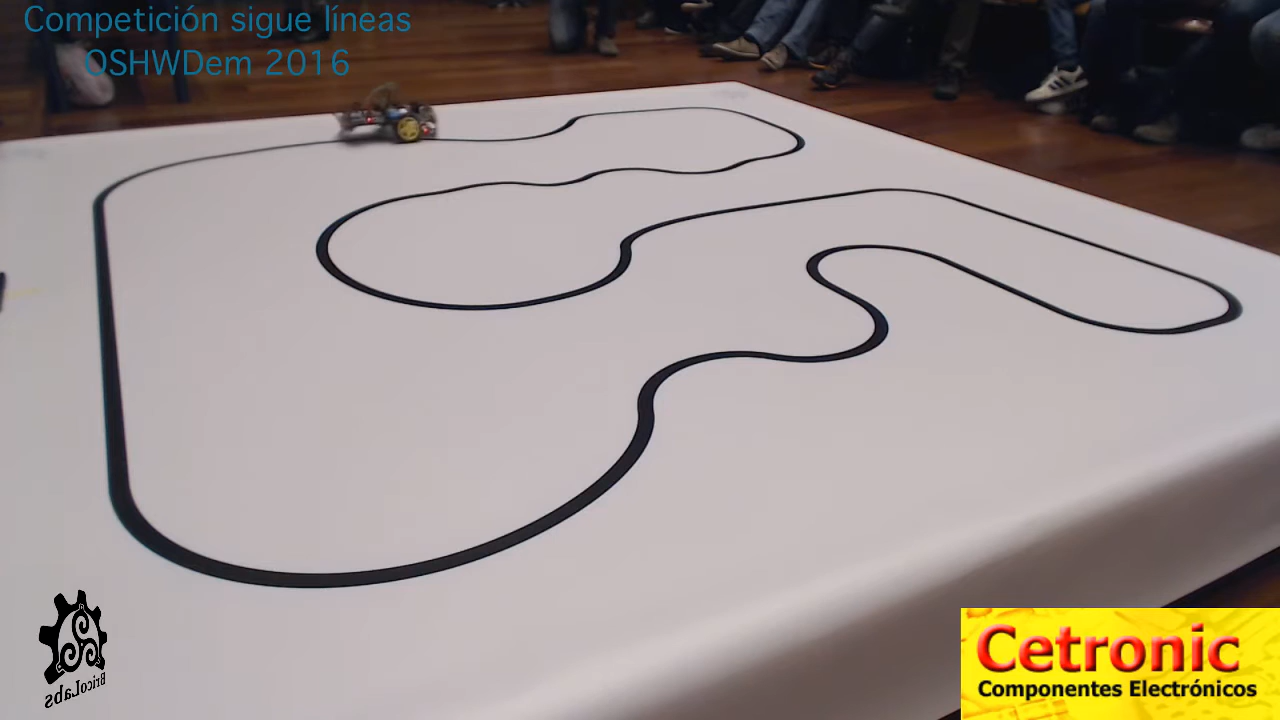 Competición sigue líneas
OSHWDem 2016
BricoLabs
Cetronic
Componentes Electrónicos